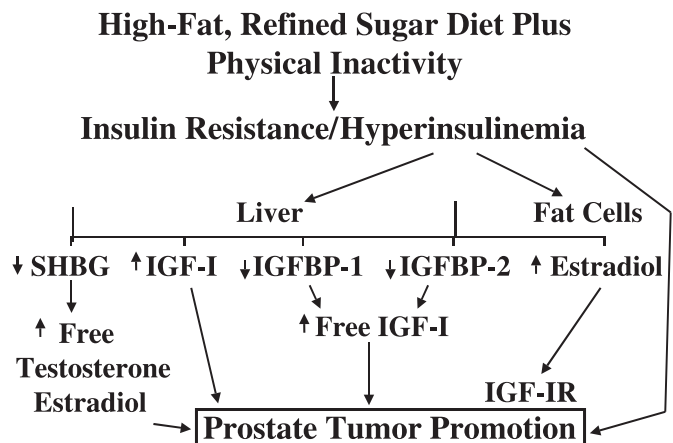 High-Fat, Refined Sugar Diet Plus
Physical Inactivity
Insulin Resistance/Hyperinsulinemia
Liver
Fat Cells
SHBG
IGF-I
IGFBP-1
IGFBP-2
Estradiol
Free
Testosterone
Estradiol
Free IGF-I
IGF-IR
Prostate Tumor Promotion